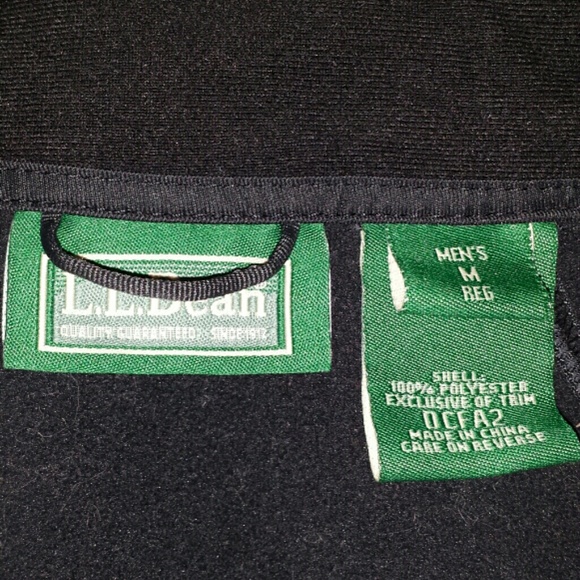 L.L.Bean
QUALITY GUARANTEED: SINCE 1912
MEN'S
M
REG
SHELL:
100% POLYESTER
EXCLUSIVE OF TRIM
0CFA2
MADE IN CHINA
CARE ON REVERSE